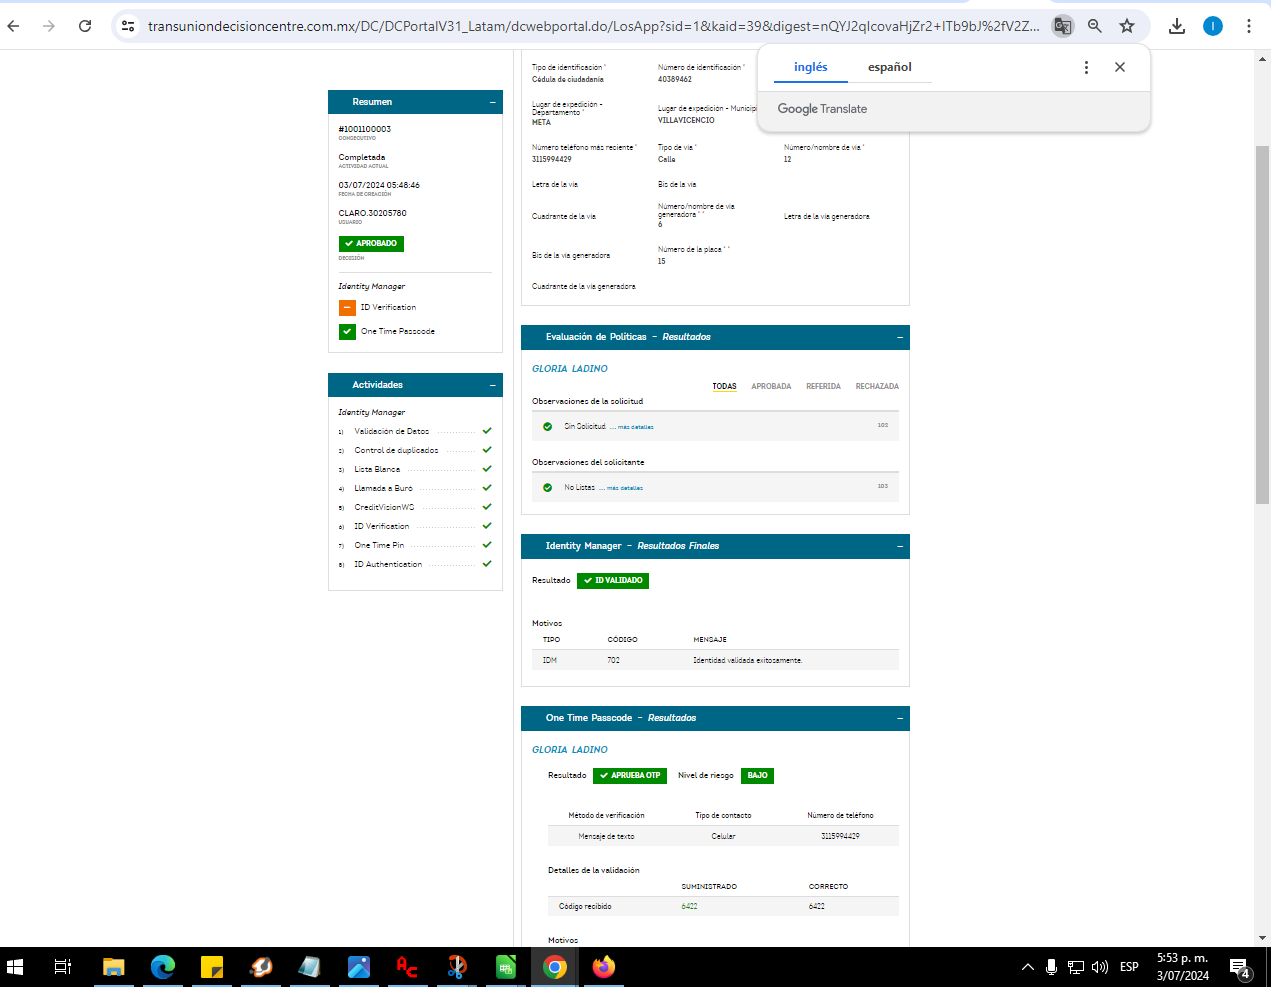 transuniondecisioncentre.com.mx/DC/DCPortalV31_Latam/dcwebportal.do/LosApp?sid=1&kaid=39&digest=nQYJ2qlcovaHjZr2+ITb9bJ%2fV2Z...
I
inglés español
Google Translate
Resumen
#1001100003
CONSECUTIVO
Completada
ACTIVIDAD ACTUAL
03/07/2024 05:48:46
FECHA DE CREACIÓN
CLARO.30205780
USUARIO
APROBADO
DECISIÓN
Identity Manager
ID Verification
One Time Passcode
Actividades
Identity Manager
1) Validación de Datos
2) Control de duplicados
3) Lista Blanca
4) Llamada a Buró
5) CreditVisionWS
6) ID Verification
7) One Time Pin
8) ID Authentication
Tipo de identificación * Número de identificación *
Cédula de ciudadanía 40389462
Lugar de expedición - Departamento * Lugar de expedición - Municipi
META VILLAVICENCIO
Número teléfono más reciente * Tipo de vía * Número/nombre de vía *
3115994429 Calle 12
Letra de la vía Bis de la vía
Cuadrante de la vía Número/nombre de vía generadora * * Letra de la vía generadora
6
Bis de la vía generadora Número de la placa * *
15
Cuadrante de la vía generadora
Evaluación de Políticas - Resultados
GLORIA LADINO
TODAS APROBADA REFERIDA RECHAZADA
Observaciones de la solicitud
Sin Solicitud. ... más detalles 102
Observaciones del solicitante
No Listas ... más detalles 103
Identity Manager - Resultados Finales
Resultado ID VALIDADO
Motivos
TIPO CÓDIGO MENSAJE
IDM 702 Identidad validada exitosamente.
One Time Passcode - Resultados
GLORIA LADINO
Resultado APRUEBA OTP Nivel de riesgo BAJO
Método de verificación Tipo de contacto Número de teléfono
Mensaje de texto Celular 3115994429
Detalles de la validación
SUMINISTRADO CORRECTO
Código recibido 6422 6422
Motivos
ESP
5:53 p. m.
3/07/2024
4